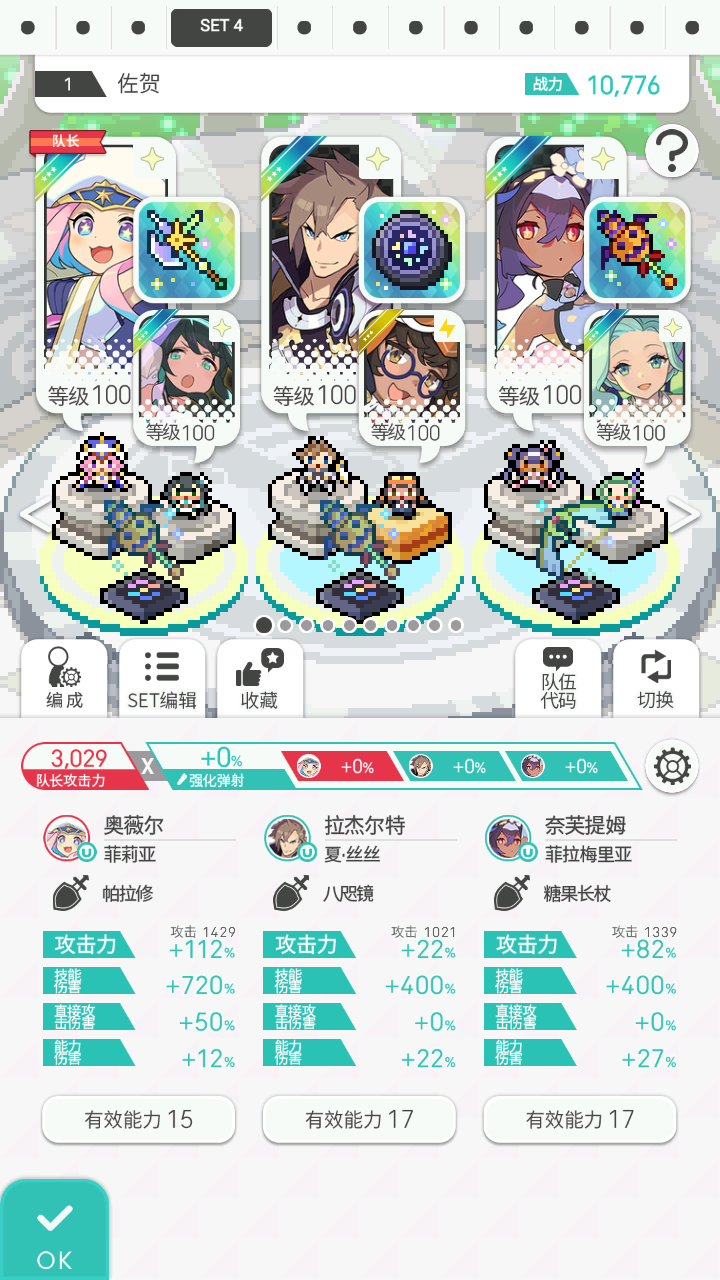 SET 4
1 佐贺 战力 10,776
队长
?
等级100 等级100 等级100
等级100 等级100 等级100
编成 SET编辑 收藏 队伍代码 切换
3,029 队长攻击力 X +0% 强化弹射 +0% +0% +0%
奥薇尔 拉杰尔特 奈芙提姆
U 菲莉亚 U 夏·丝丝 U 菲拉梅里亚
帕拉修 八咫镜 糖果长杖
攻击 1429 攻击 1021 攻击 1339
攻击力 +112% 攻击力 +22% 攻击力 +82%
技能伤害 +720% 技能伤害 +400% 技能伤害 +400%
直接攻击伤害 +50% 直接攻击伤害 +0% 直接攻击伤害 +0%
能力伤害 +12% 能力伤害 +22% 能力伤害 +27%
有效能力 15 有效能力 17 有效能力 17
OK